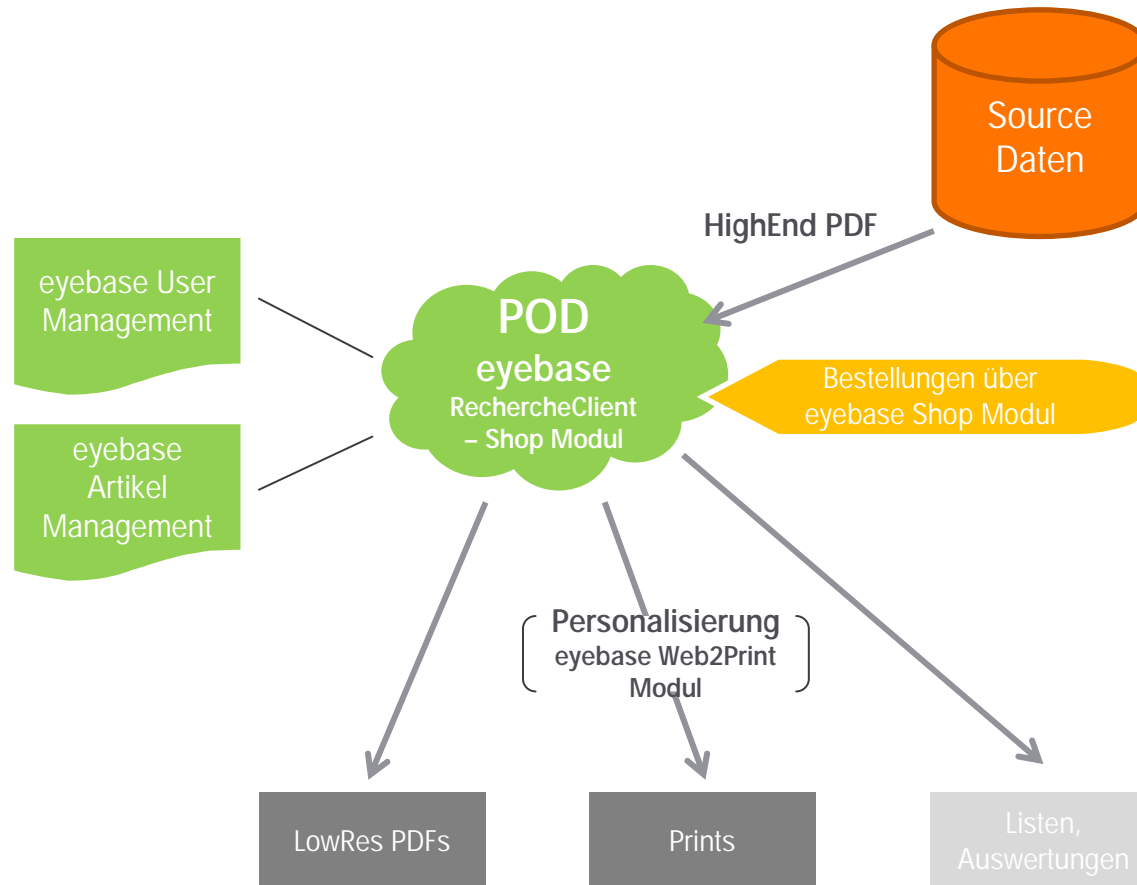 Source
Daten
HighEnd PDF
eyebase User
Management
POD
eyebase
RechercheClient
– Shop Modul
Bestellungen über
eyebase Shop Modul
eyebase
Artikel
Management
Personalisierung
eyebase Web2Print
Modul
LowRes PDFs
Prints
Listen,
Auswertungen